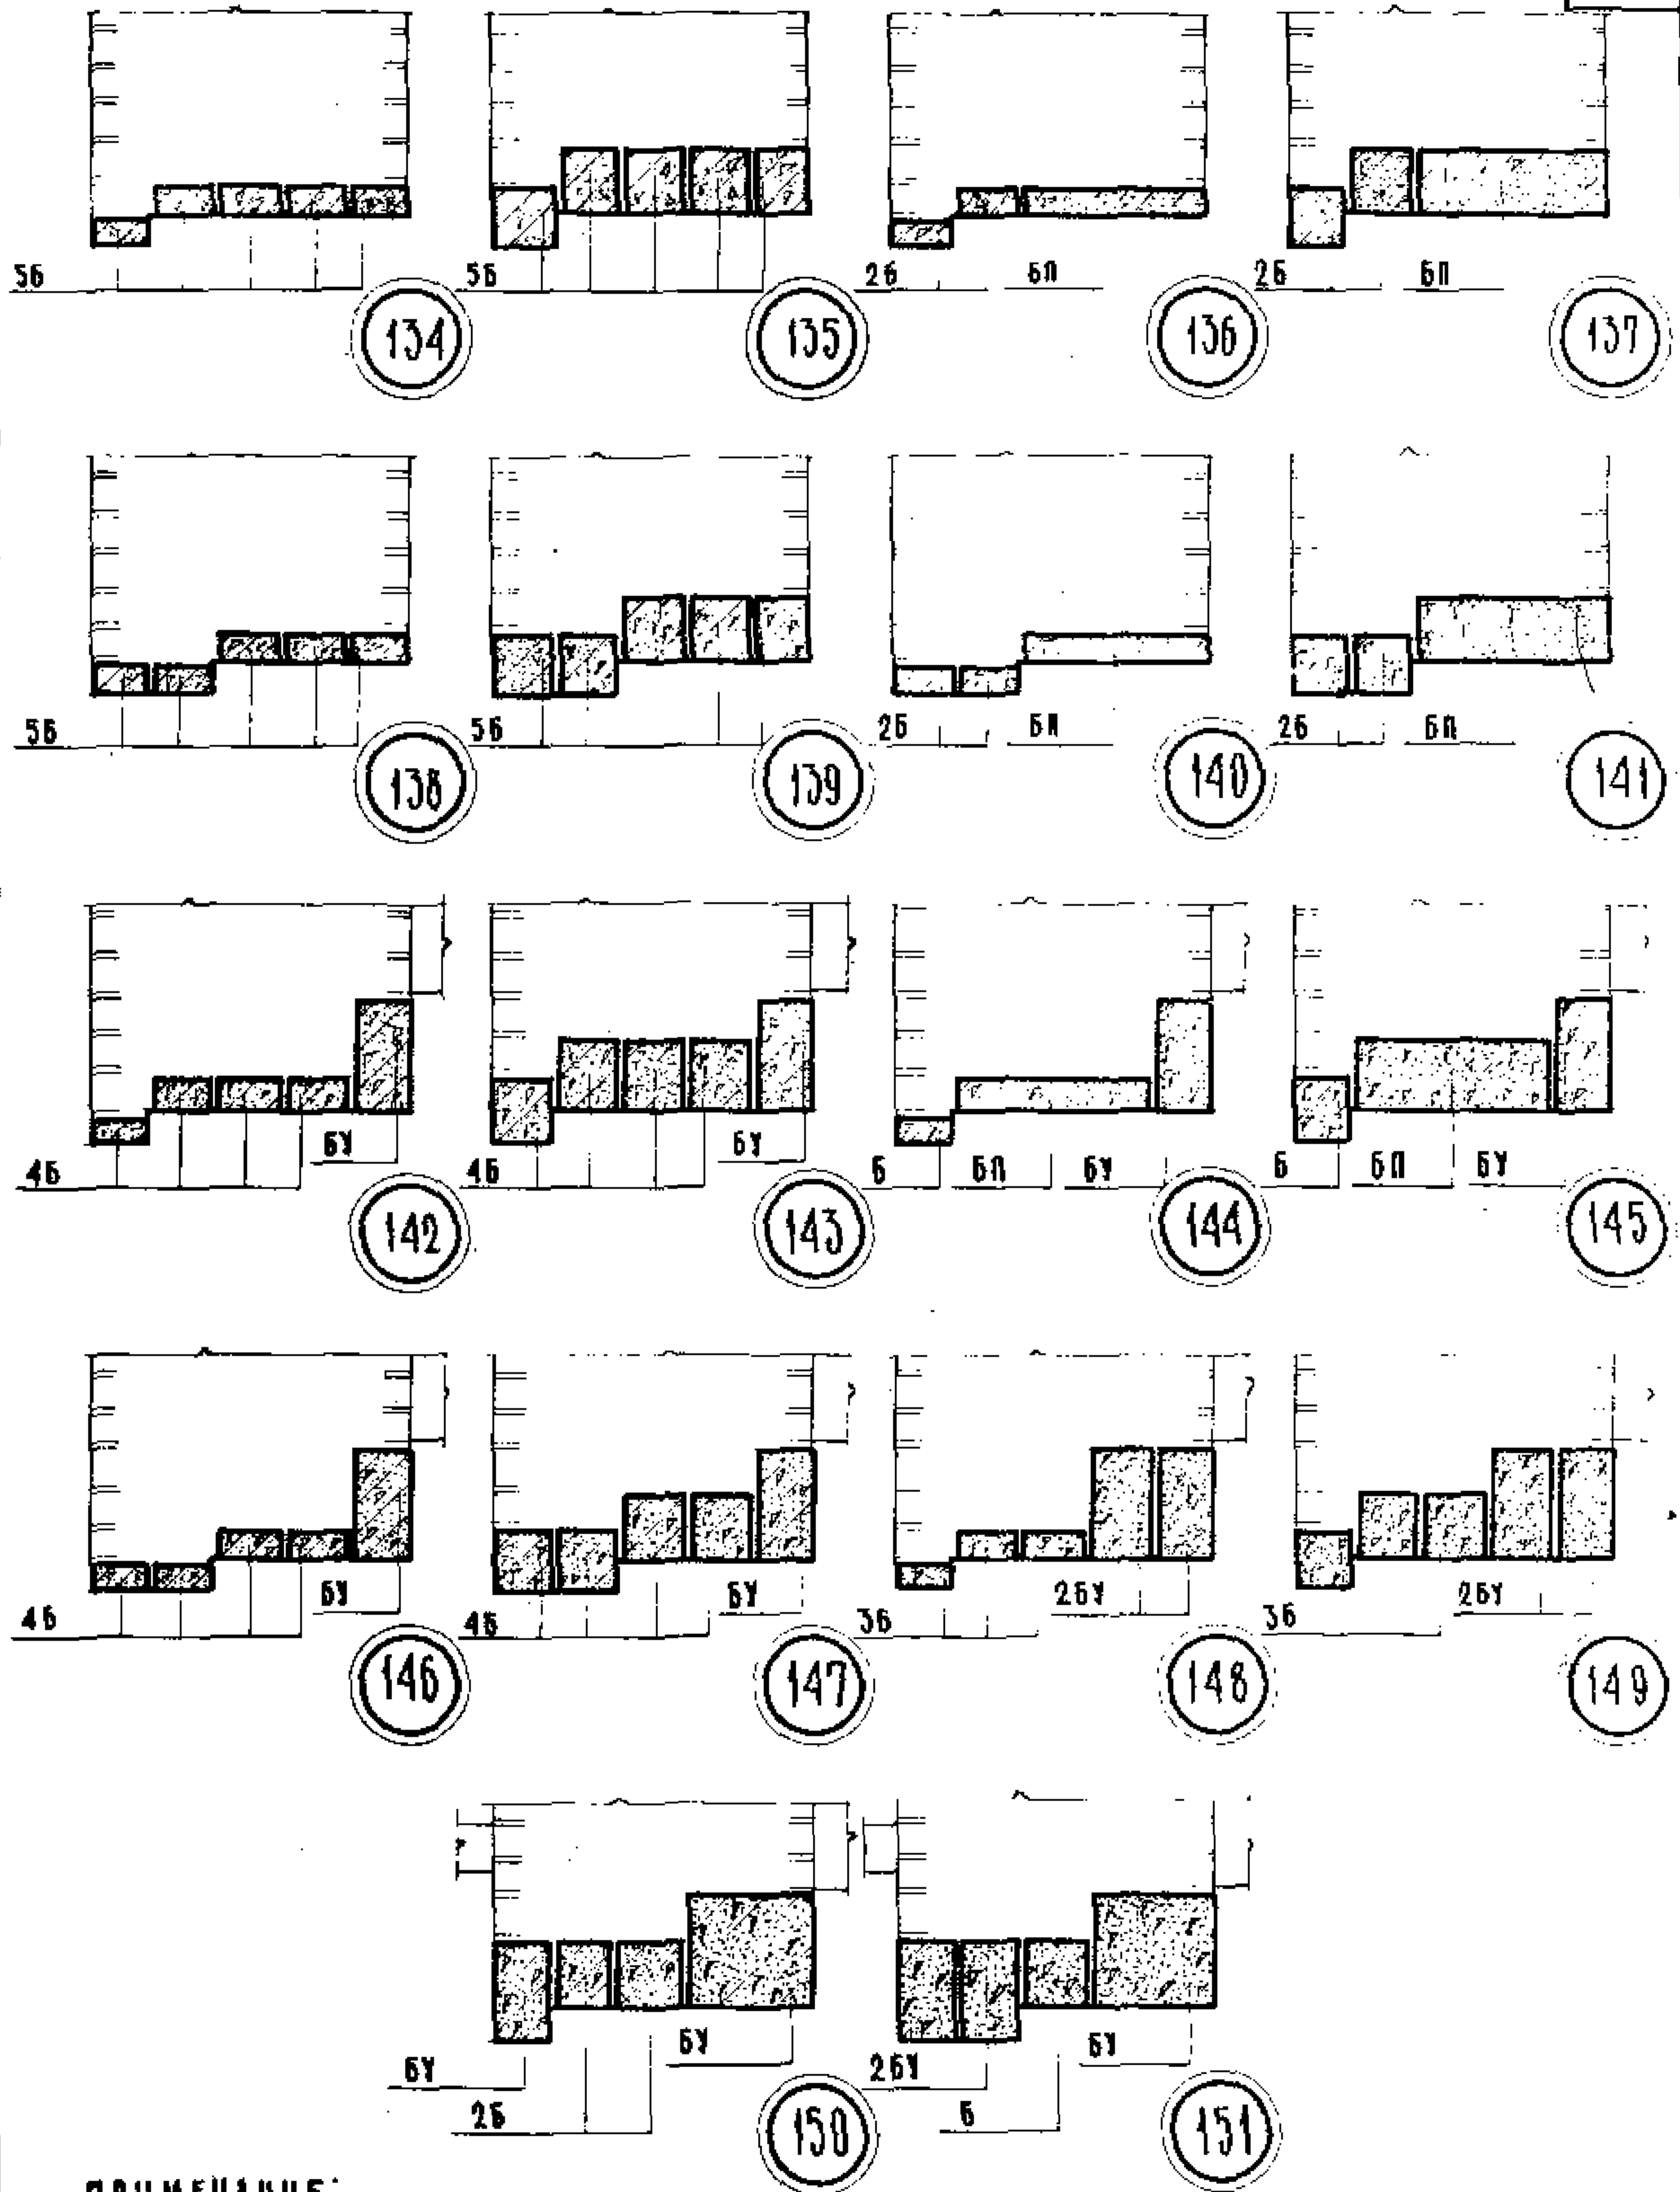 5Б 5Б 2Б БП 2Б БП
134 135 136 137
5Б 5Б 2Б БП 2Б БП
138 139 140 141
БУ БУ
4Б 4Б Б БП БУ Б БП БУ
142 143 144 145
БУ БУ 2БУ 2БУ
4Б 4Б 3Б 3Б
146 147 148 149
БУ БУ
БУ 2БУ
2Б Б
150 151
ПРИМЕЧАНИЕ: